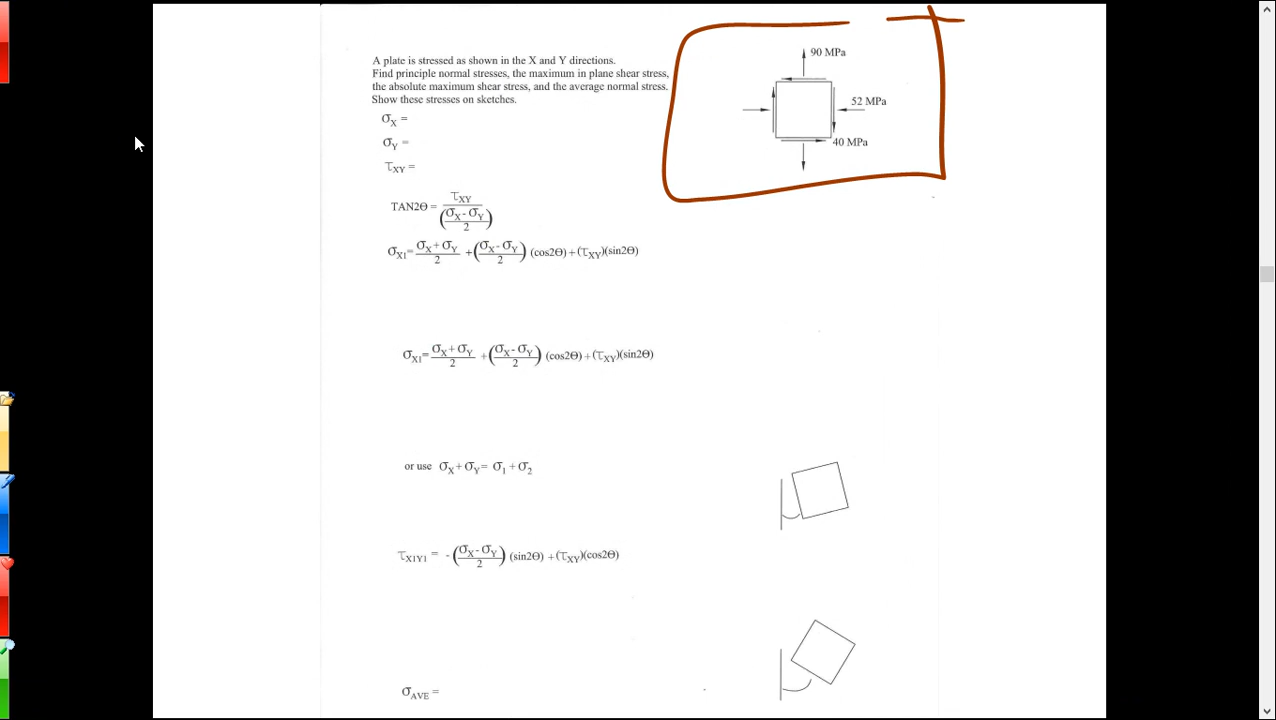 A plate is stressed as shown in the X and Y directions.
Find principle normal stresses, the maximum in plane shear stress,
the absolute maximum shear stress, and the average normal stress.
Show these stresses on sketches.
90 MPa
52 MPa
40 MPa
σX =
σY =
τXY =
TAN2Θ = τXY / ((σX - σY) / 2)
σX1= (σX + σY) / 2 + ((σX - σY) / 2) (cos2Θ) + (τXY)(sin2Θ)
σX1= (σX + σY) / 2 + ((σX - σY) / 2) (cos2Θ) + (τXY)(sin2Θ)
or use σX + σY = σ1 + σ2
τX1Y1 = - ((σX - σY) / 2) (sin2Θ) + (τXY)(cos2Θ)
σAVE =